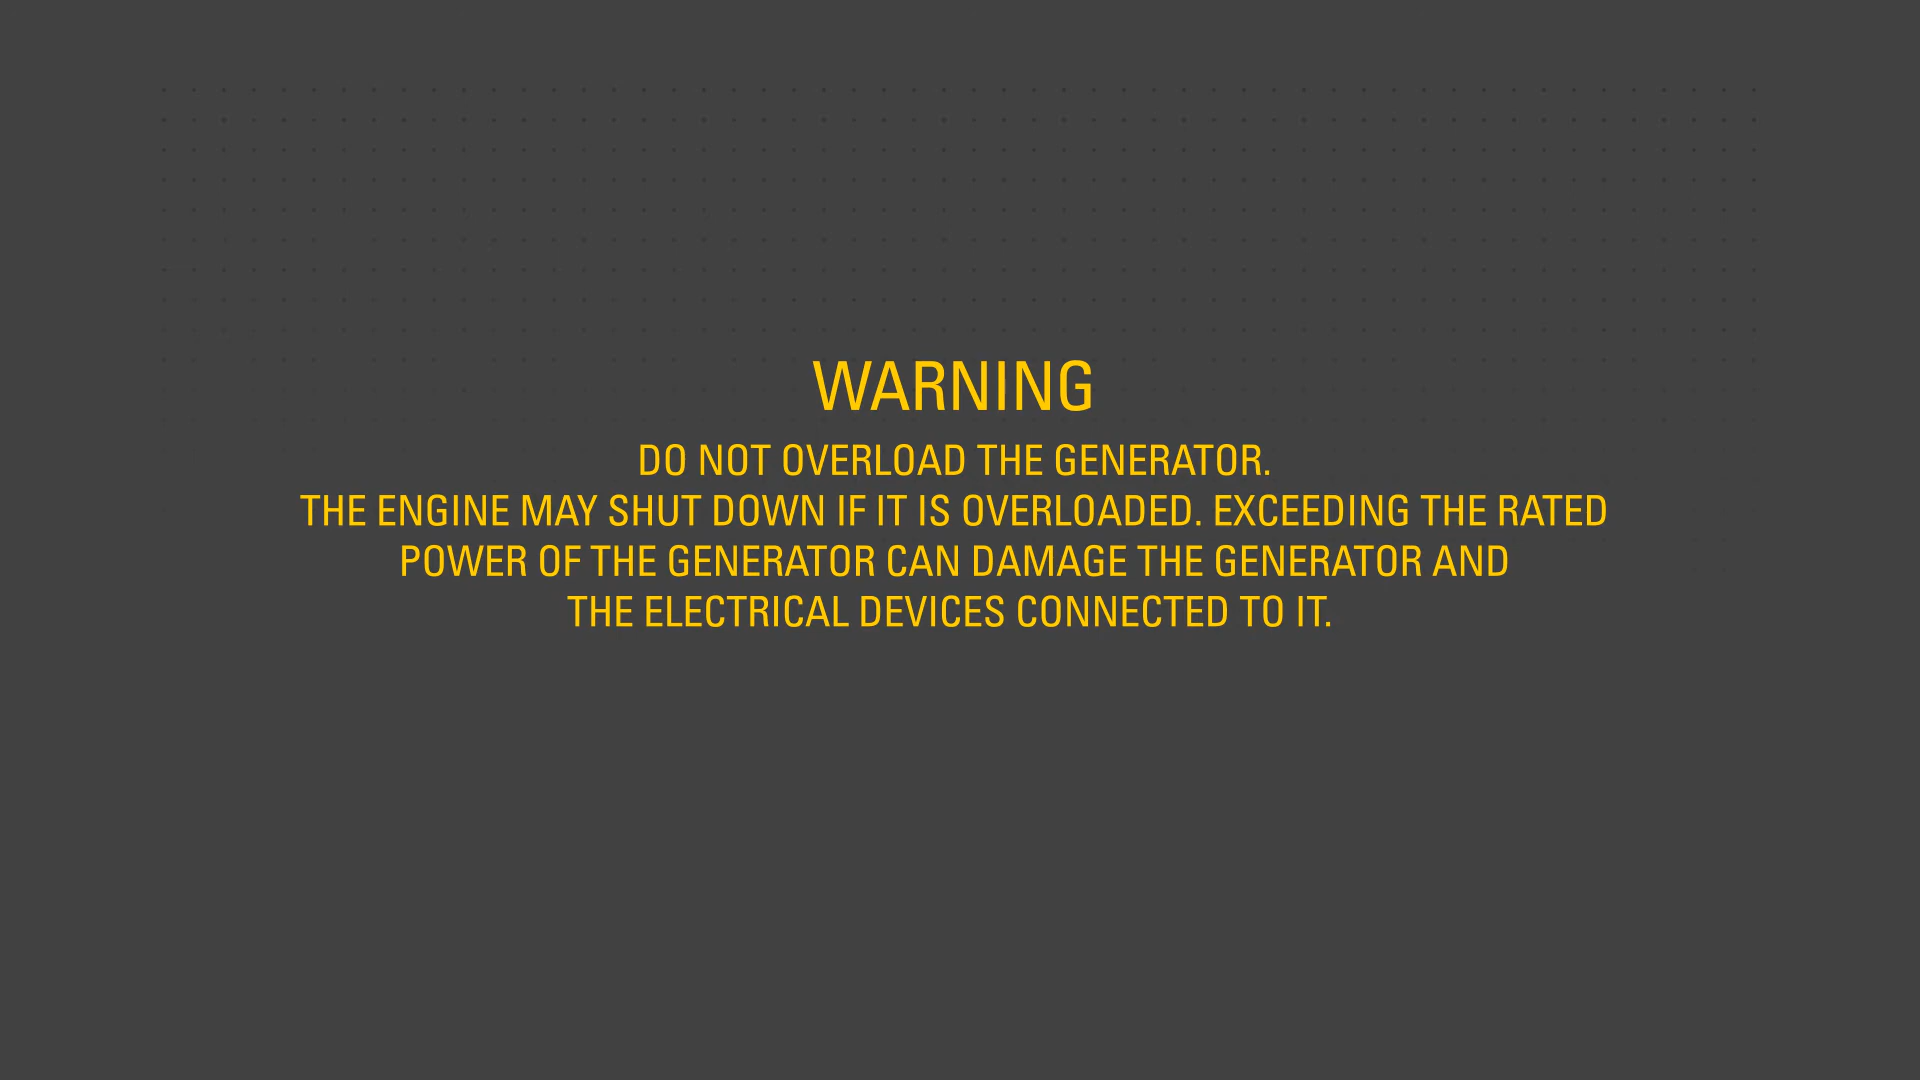 WARNING
DO NOT OVERLOAD THE GENERATOR.
THE ENGINE MAY SHUT DOWN IF IT IS OVERLOADED. EXCEEDING THE RATED
POWER OF THE GENERATOR CAN DAMAGE THE GENERATOR AND
THE ELECTRICAL DEVICES CONNECTED TO IT.